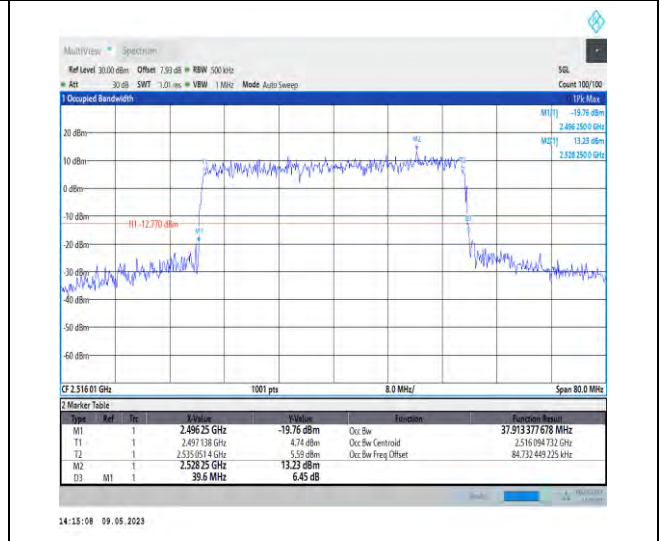 MultiView Spectrum
Ref Level 30.00 dBm Offset 7.93 dB RBW 500 kHz SGL
Att 30 dB SWT 1.01 ms VBW 1 MHz Mode Auto Sweep Count 100/100
1 Occupied Bandwidth 1Pk Max
M1[1] -19.76 dBm
2.496 250 0 GHz
20 dBm M2 M2[1] 13.23 dBm
2.528 250 0 GHz
10 dBm
0 dBm
-10 dBm
H1 -12.770 dBm
M1
-20 dBm
-30 dBm
-40 dBm
-50 dBm
-60 dBm
CF 2.516 01 GHz 1001 pts 8.0 MHz/ Span 80.0 MHz
2 Marker Table
Type Ref Trc X-Value Y-Value Function Function Result
M1 1 2.496 25 GHz -19.76 dBm Occ Bw 37.913 377 678 MHz
T1 1 2.497 138 GHz 4.74 dBm Occ Bw Centroid 2.516 094 732 GHz
T2 1 2.535 051 4 GHz 5.59 dBm Occ Bw Freq Offset 84.732 449 225 kHz
M2 1 2.528 25 GHz 13.23 dBm
D3 M1 1 39.6 MHz 6.45 dB
14:15:08 09.05.2023